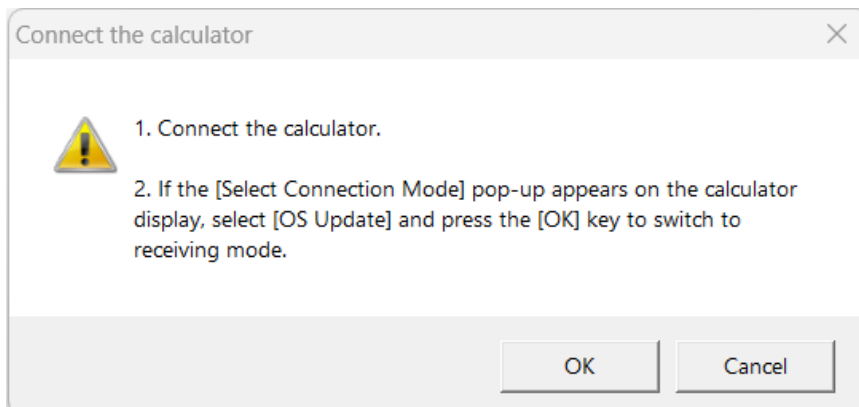 Connect the calculator
1. Connect the calculator.
2. If the [Select Connection Mode] pop-up appears on the calculator
display, select [OS Update] and press the [OK] key to switch to
receiving mode.
OK
Cancel